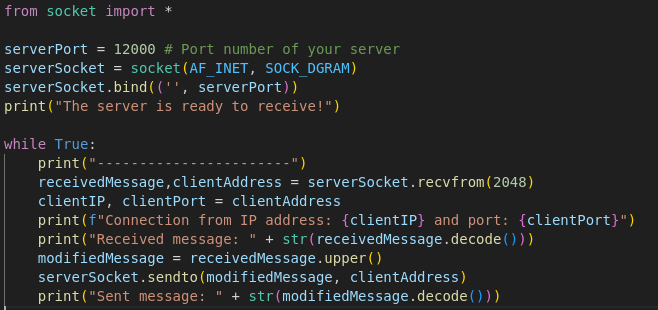 from socket import *

serverPort = 12000 # Port number of your server
serverSocket = socket(AF_INET, SOCK_DGRAM)
serverSocket.bind(('', serverPort))
print("The server is ready to receive!")

while True:
    print("-----------------------")
    receivedMessage,clientAddress = serverSocket.recvfrom(2048)
    clientIP, clientPort = clientAddress
    print(f"Connection from IP address: {clientIP} and port: {clientPort}")
    print("Received message: " + str(receivedMessage.decode()))
    modifiedMessage = receivedMessage.upper()
    serverSocket.sendto(modifiedMessage, clientAddress)
    print("Sent message: " + str(modifiedMessage.decode()))